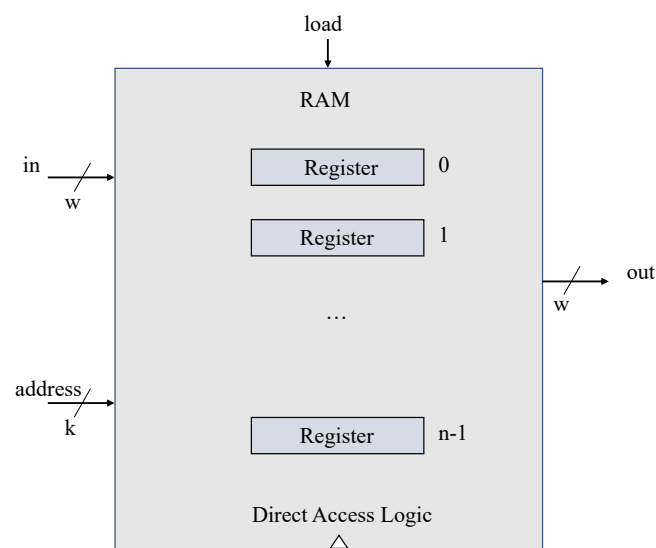 load
RAM
in
w
Register 0
Register 1
out
w
…
address
k
Register n-1
Direct Access Logic